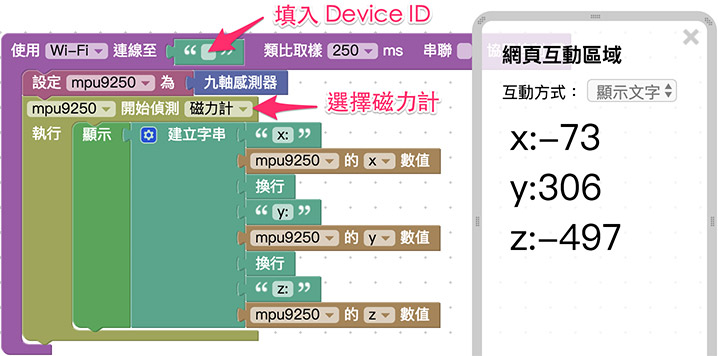 填入 Device ID
使用 Wi-Fi 連線至 “ ” 類比取樣 250 ms 串聯
設定 mpu9250 為 九軸感測器
mpu9250 開始偵測 磁力計
選擇磁力計
執行 顯示 建立字串 “ x: ”
mpu9250 的 x 數值
換行
“ y: ”
mpu9250 的 y 數值
換行
“ z: ”
mpu9250 的 z 數值
×
網頁互動區域
互動方式: 顯示文字
x:-73
y:306
z:-497